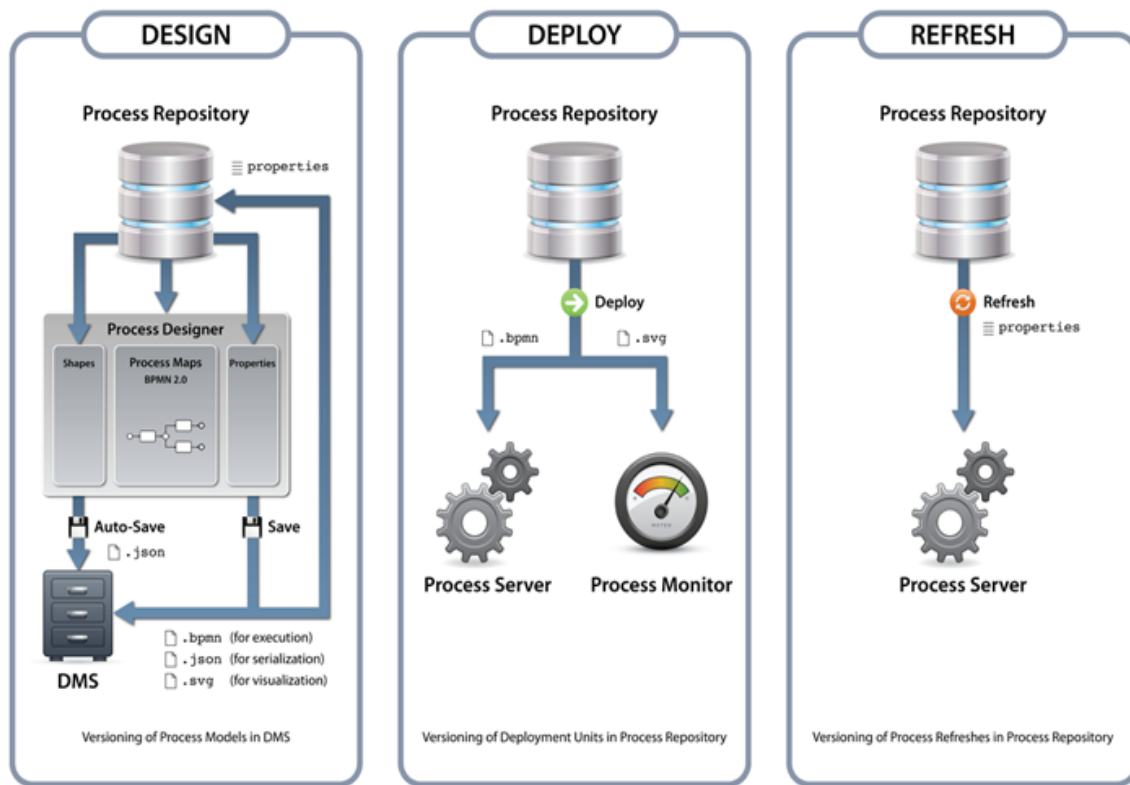 DESIGN
Process Repository
properties
Process Designer
Shapes
Process Maps
BPMN 2.0
Properties
Auto-Save
.json
Save
DMS
.bpmn (for execution)
.json (for serialization)
.svg (for visualization)
Versioning of Process Models in DMS
DEPLOY
Process Repository
Deploy
.bpmn
.svg
METER
Process Server
Process Monitor
Versioning of Deployment Units in Process Repository
REFRESH
Process Repository
Refresh
properties
Process Server
Versioning of Process Refreshes in Process Repository